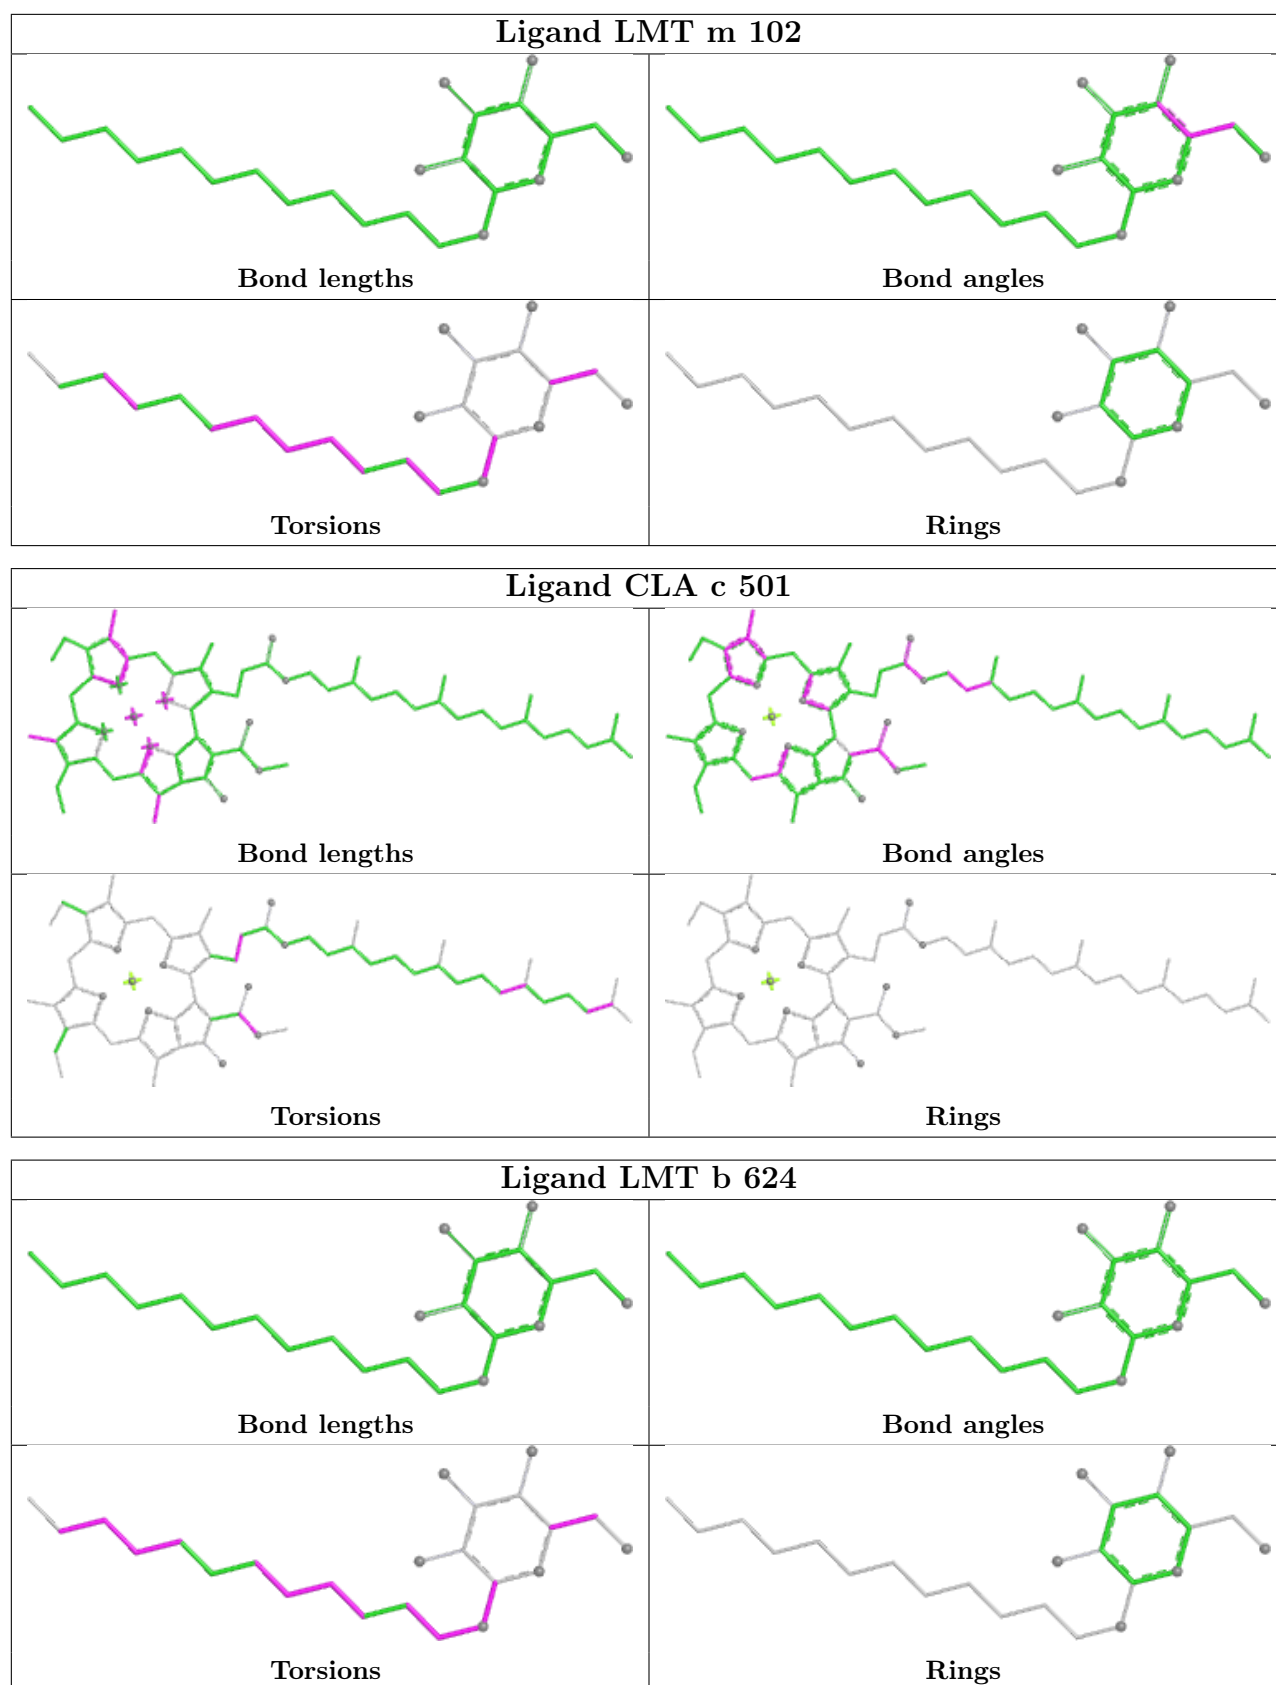 Ligand LMT m 102
Bond lengths
Bond angles
Torsions
Rings
Ligand CLA c 501
Bond lengths
Bond angles
Torsions
Rings
Ligand LMT b 624
Bond lengths
Bond angles
Torsions
Rings